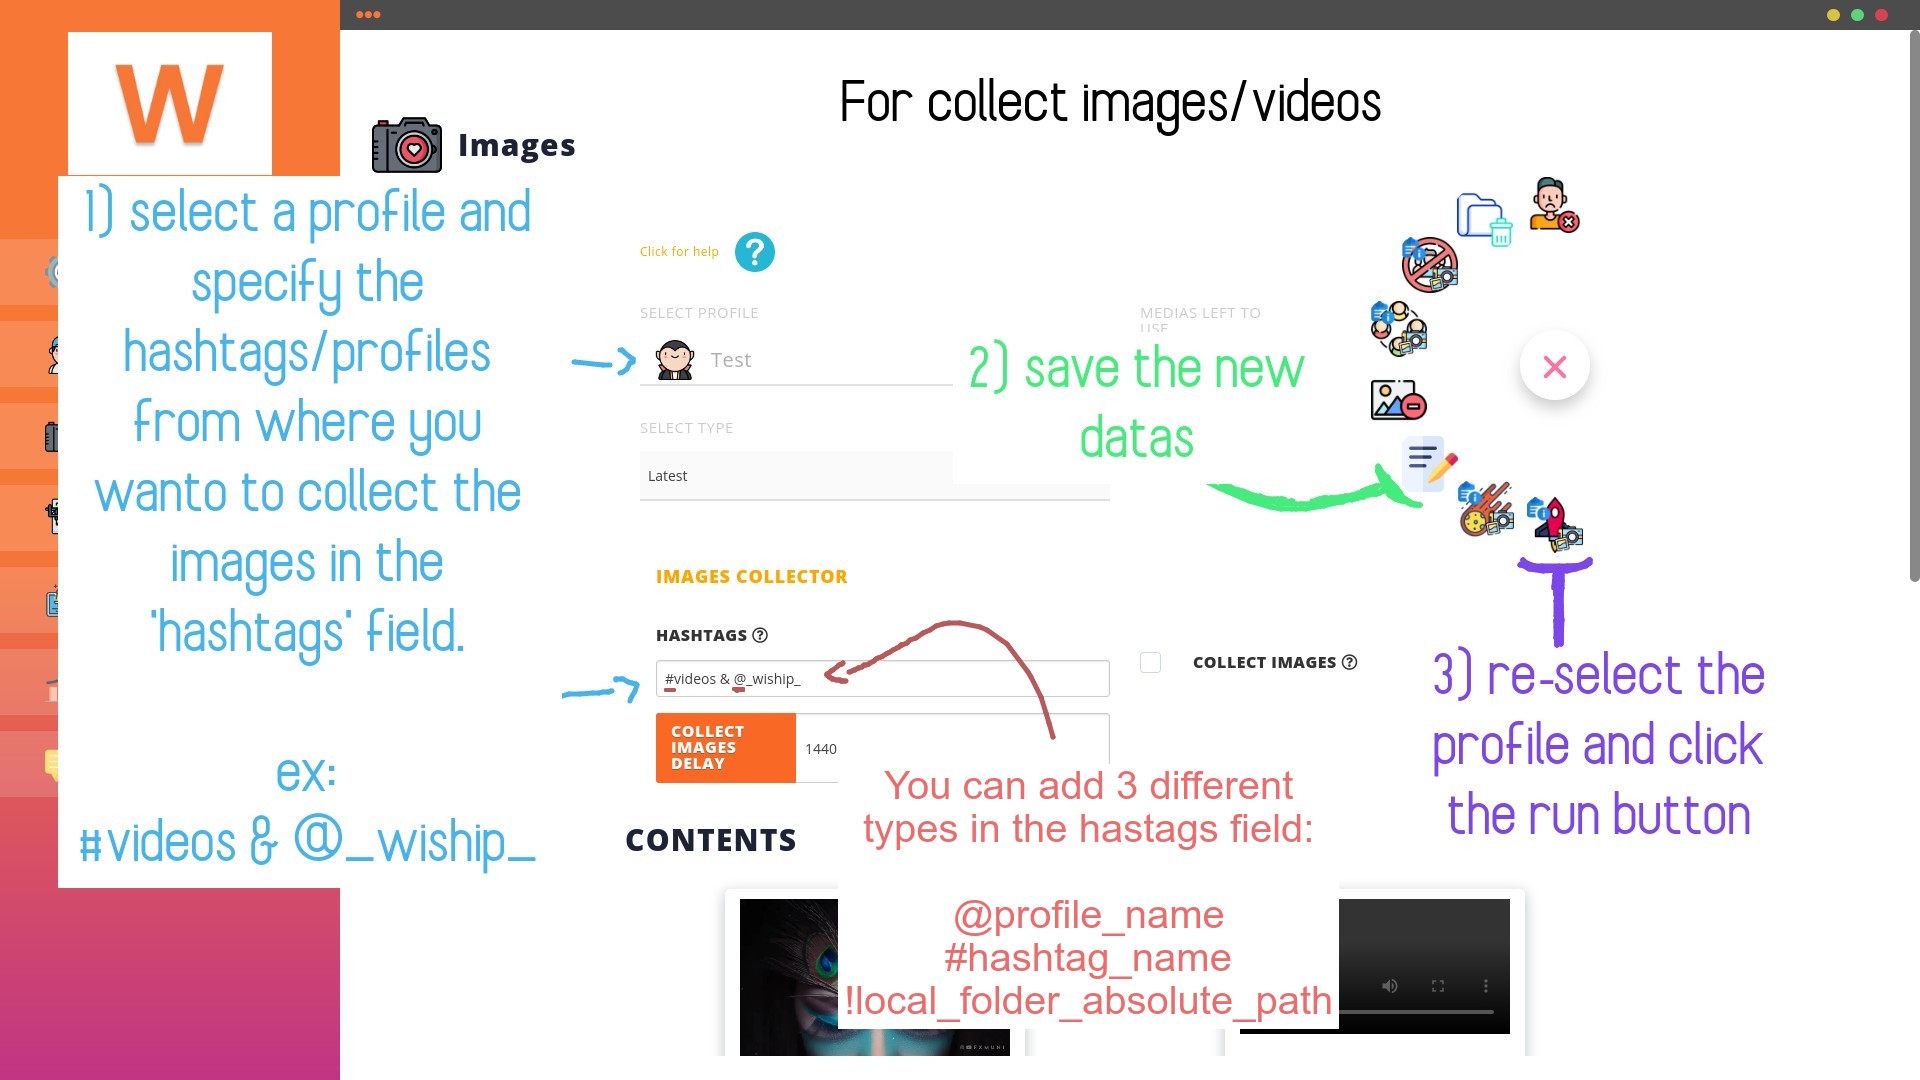 W
For collect images/videos
Images
1) select a profile and
specify the
hashtags/profiles
from where you
wanto to collect the
images in the
'hashtags' field.
ex:
#videos & @_wiship_
Click for help
?
SELECT PROFILE
Test
SELECT TYPE
Latest
MEDIAS LEFT TO
USE
2) save the new
datas
IMAGES COLLECTOR
HASHTAGS ?
#videos & @_wiship_
COLLECT IMAGES ?
COLLECT
IMAGES
DELAY
1440
3) re-select the
profile and click
the run button
CONTENTS
You can add 3 different
types in the hastags field:
@profile_name
#hashtag_name
!local_folder_absolute_path